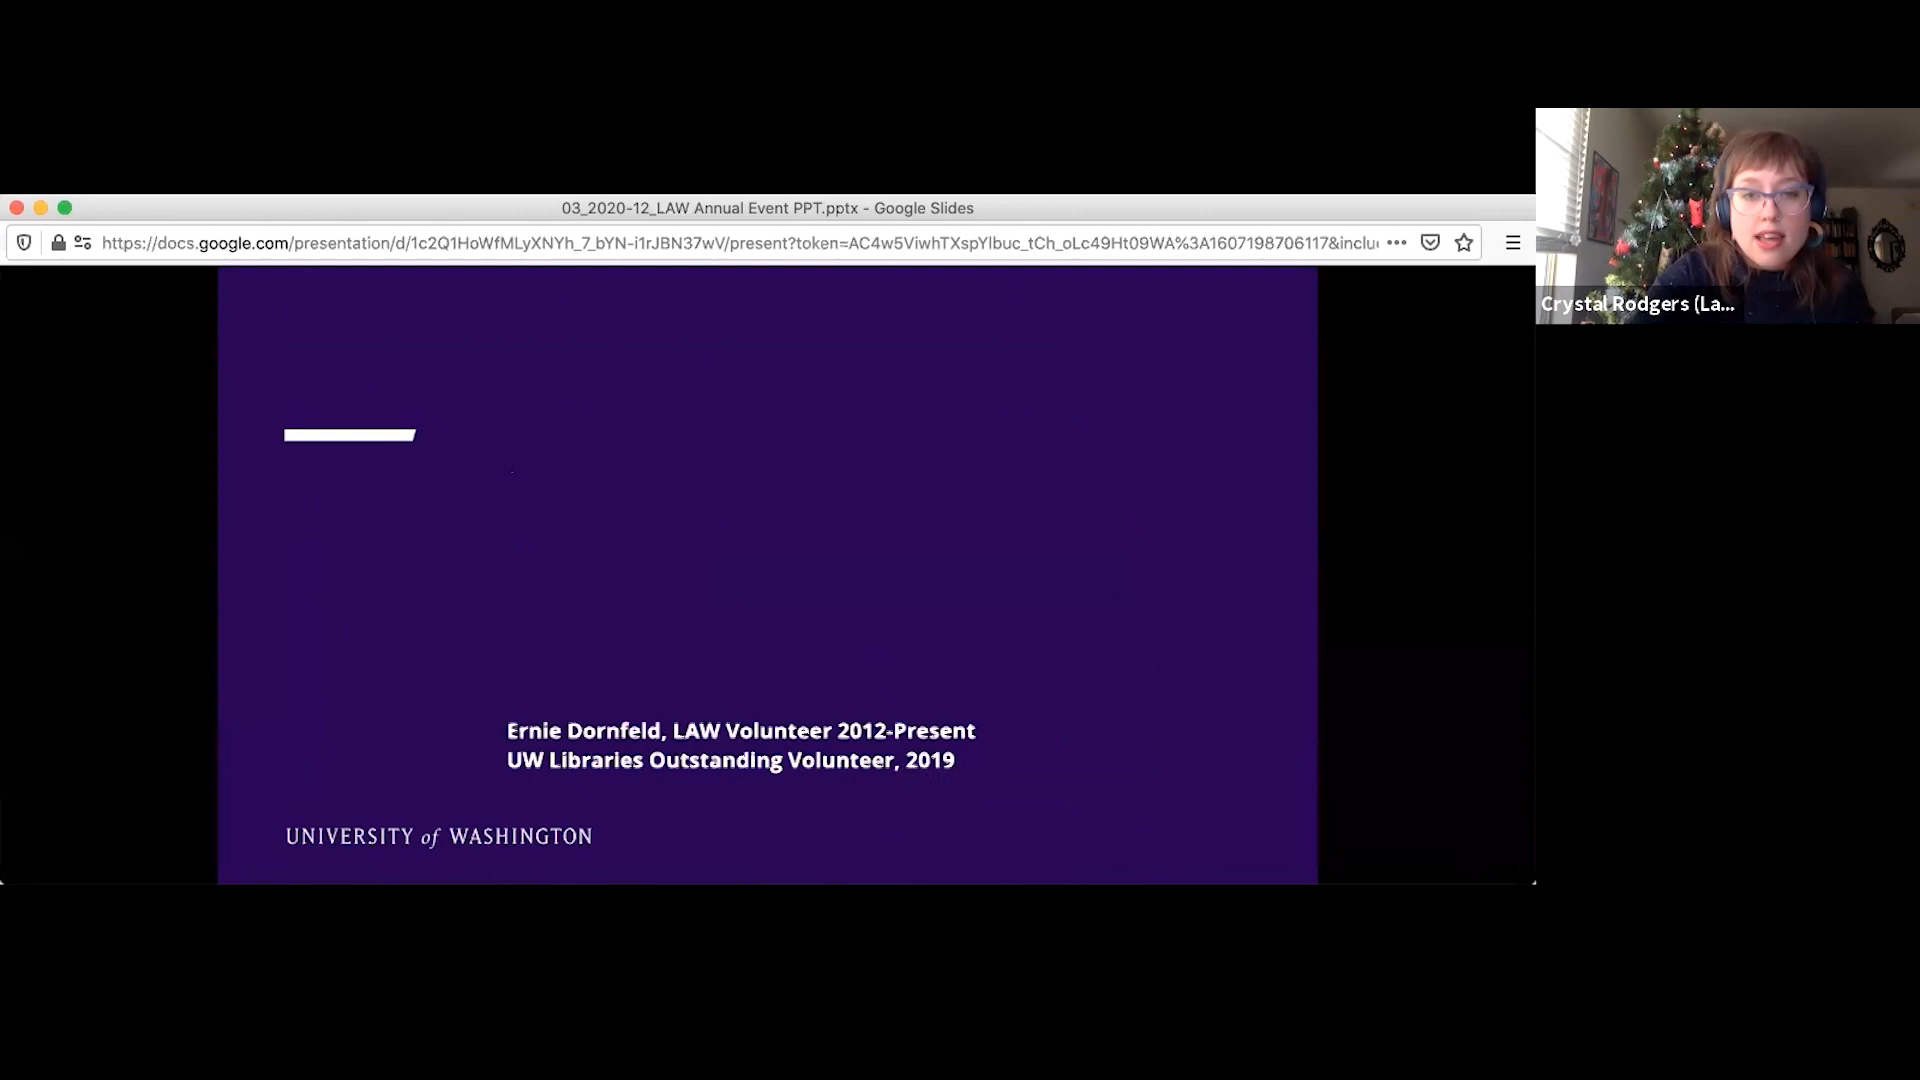 03_2020-12_LAW Annual Event PPT.pptx - Google Slides
https://docs.google.com/presentation/d/1c2Q1HoWfMLyXNYh_7_bYN-i1rJBN37wV/present?token=AC4w5ViwhTXspYlbuc_tCh_oLc49Ht09WA%3A1607198706117&inclu
Crystal Rodgers (La...
Ernie Dornfeld, LAW Volunteer 2012-Present
UW Libraries Outstanding Volunteer, 2019
UNIVERSITY of WASHINGTON